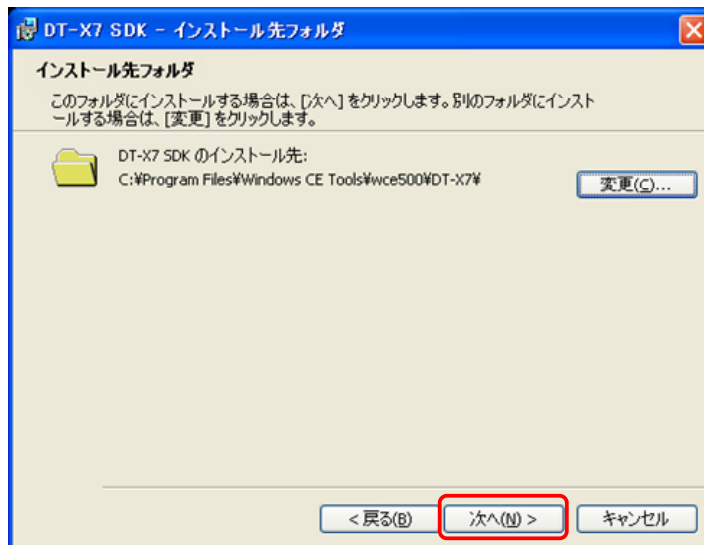 DT-X7 SDK - インストール先フォルダ
インストール先フォルダ
このフォルダにインストールする場合は、[次へ] をクリックします。別のフォルダにインスト
ールする場合は、[変更] をクリックします。
DT-X7 SDK のインストール先:
C:¥Program Files¥Windows CE Tools¥wce500¥DT-X7¥
変更(C)...
< 戻る(B)
次へ(N) >
キャンセル